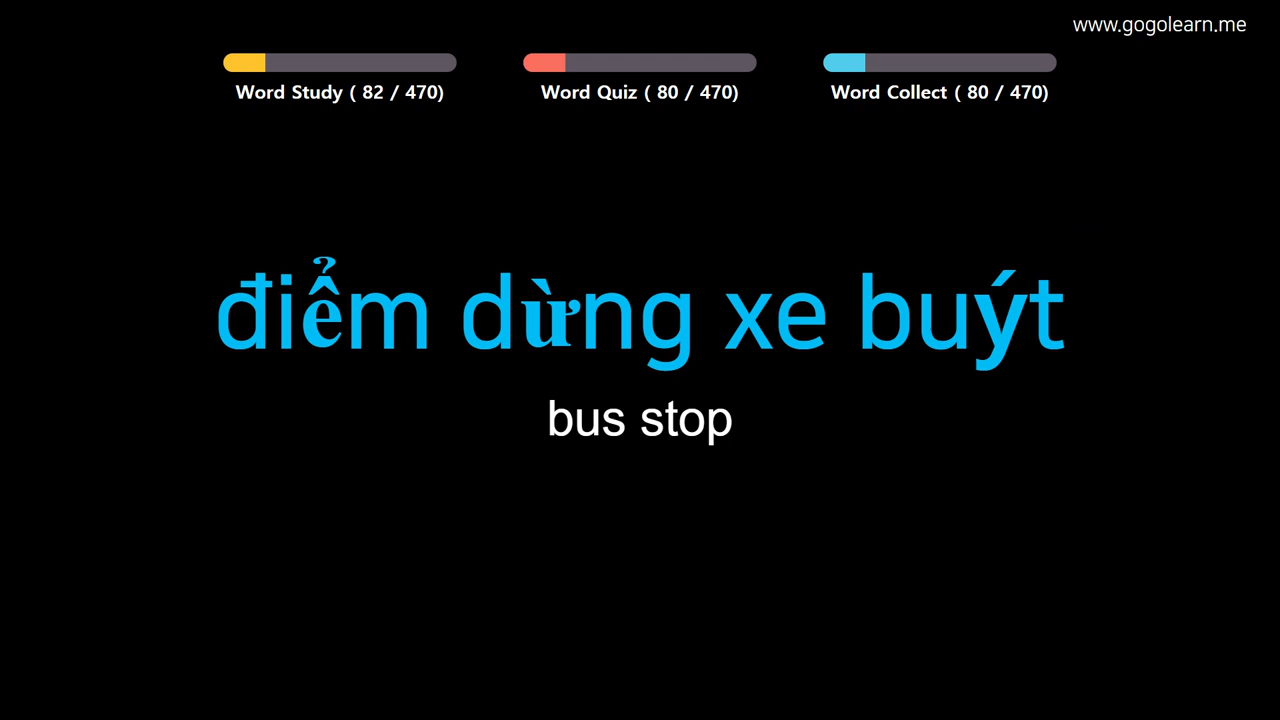 www.gogolearn.me
Word Study ( 82 / 470)
Word Quiz ( 80 / 470)
Word Collect ( 80 / 470)
điểm dừng xe buýt
bus stop